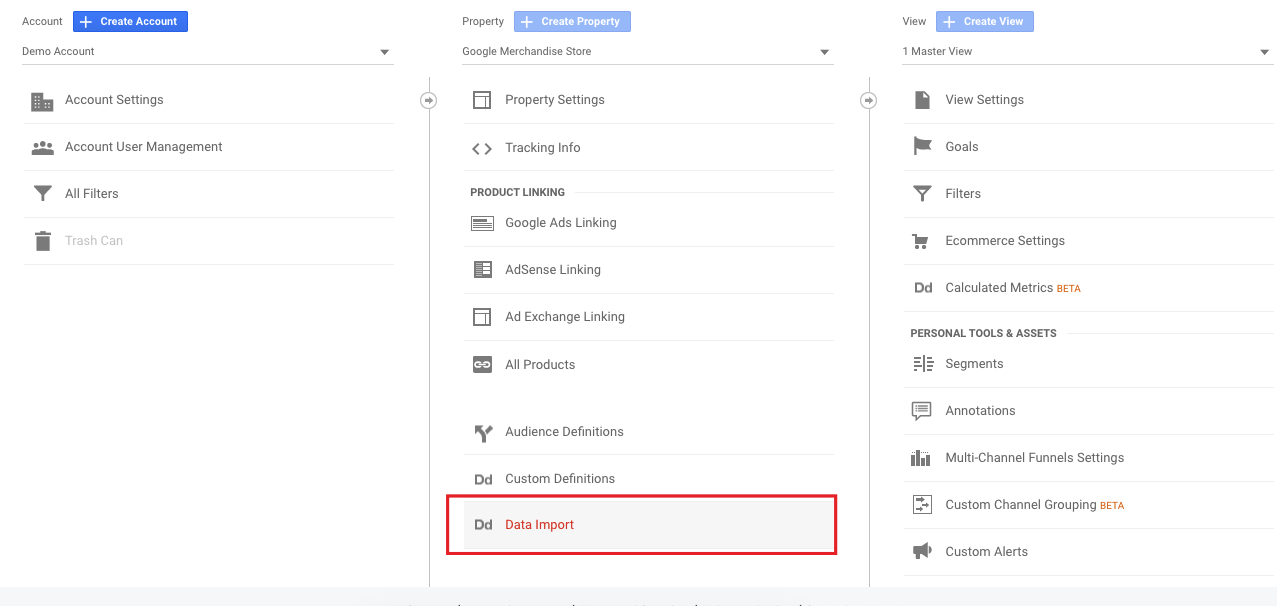 Account
Create Account
Demo Account
Account Settings
Account User Management
All Filters
Trash Can
Property
Create Property
Google Merchandise Store
Property Settings
Tracking Info
PRODUCT LINKING
Google Ads Linking
AdSense Linking
Ad Exchange Linking
All Products
Audience Definitions
Dd Custom Definitions
Dd Data Import
View
Create View
1 Master View
View Settings
Goals
Filters
Ecommerce Settings
Dd Calculated Metrics BETA
PERSONAL TOOLS & ASSETS
Segments
Annotations
Multi-Channel Funnels Settings
Custom Channel Grouping BETA
Custom Alerts